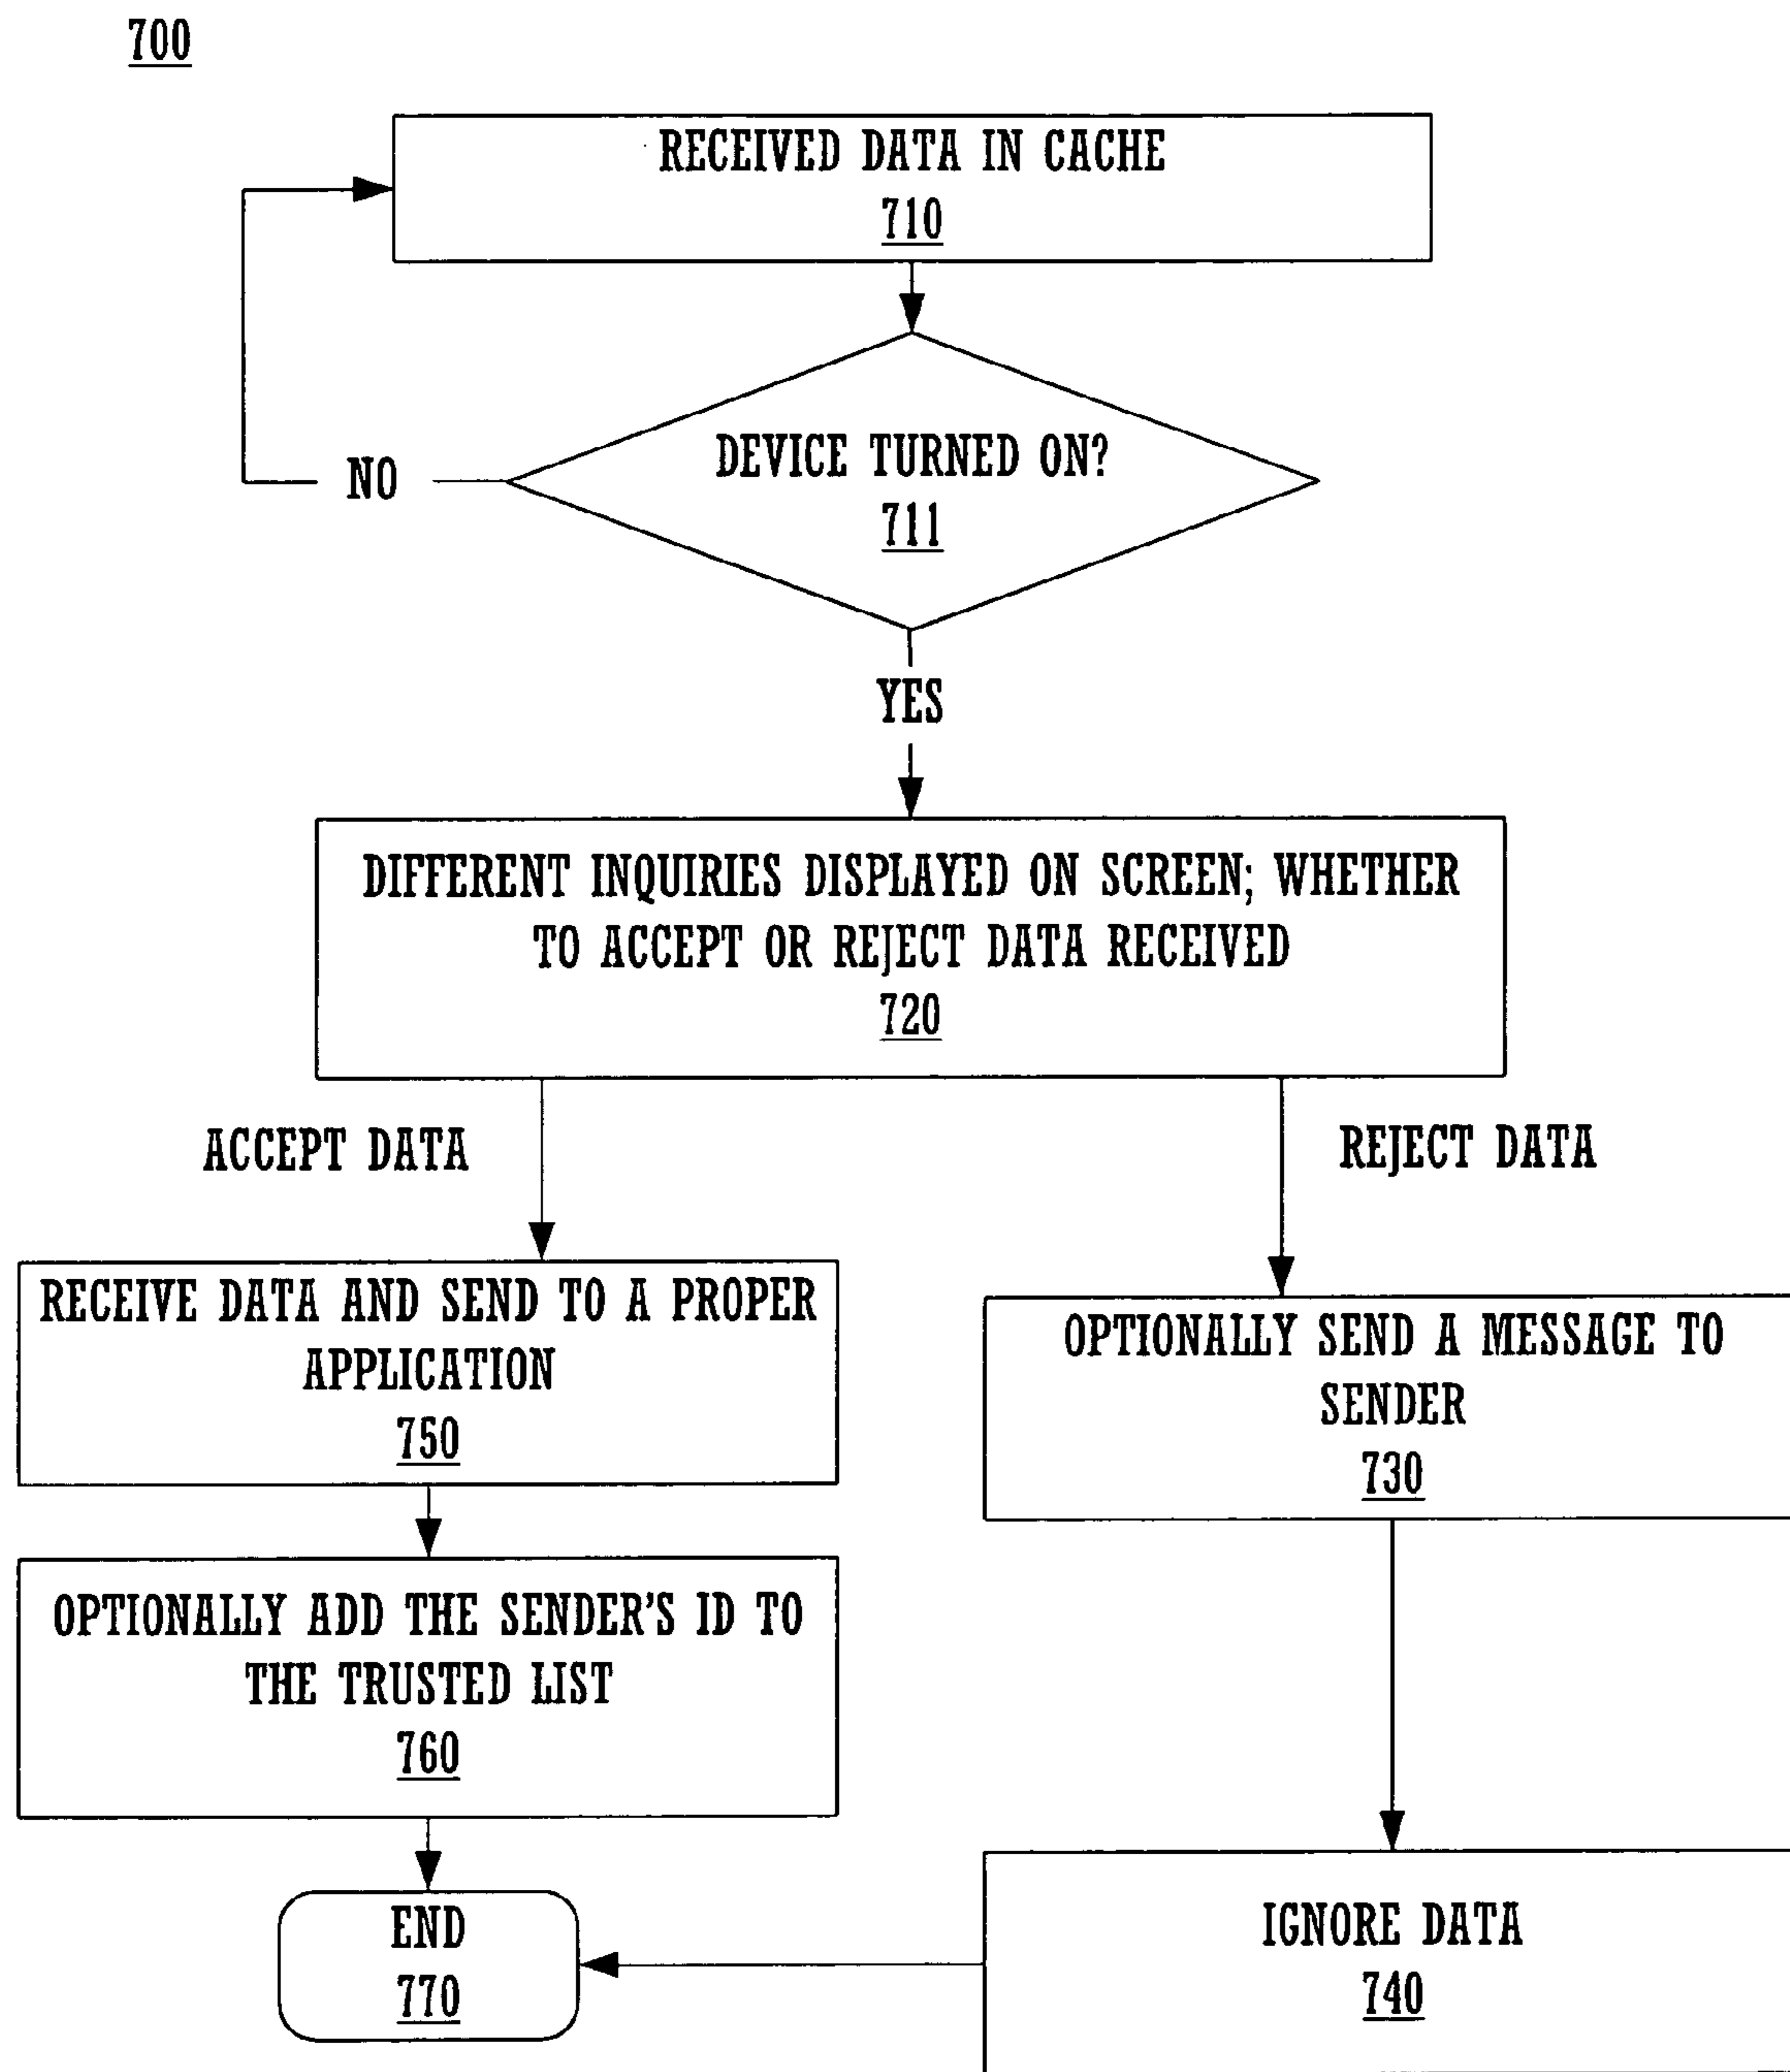 700
RECEIVED DATA IN CACHE
710
DEVICE TURNED ON?
711
NO
YES
DIFFERENT INQUIRIES DISPLAYED ON SCREEN; WHETHER
TO ACCEPT OR REJECT DATA RECEIVED
720
ACCEPT DATA
REJECT DATA
RECEIVE DATA AND SEND TO A PROPER
APPLICATION
750
OPTIONALLY SEND A MESSAGE TO
SENDER
730
OPTIONALLY ADD THE SENDER'S ID TO
THE TRUSTED LIST
760
END
770
IGNORE DATA
740